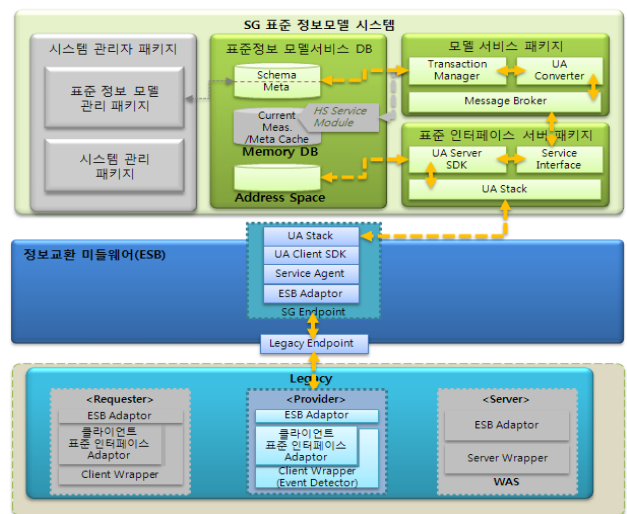 SG 표준 정보모델 시스템
시스템 관리자 패키지
표준 정보 모델
관리 패키지
시스템 관리
패키지
표준정보 모델서비스 DB
Schema
Meta
Current
Meas.
/Meta Cache
HS Service
Module
Memory DB
Address Space
모델 서비스 패키지
Transaction
Manager
UA
Converter
Message Broker
표준 인터페이스 서버 패키지
UA Server
SDK
Service
Interface
UA Stack
정보교환 미들웨어(ESB)
UA Stack
UA Client SDK
Service Agent
ESB Adaptor
SG Endpoint
Legacy Endpoint
Legacy
<Requester>
ESB Adaptor
클라이언트
표준 인터페이스
Adaptor
Client Wrapper
<Provider>
ESB Adaptor
클라이언트
표준 인터페이스
Adaptor
Client Wrapper
(Event Detector)
<Server>
ESB Adaptor
Server Wrapper
WAS